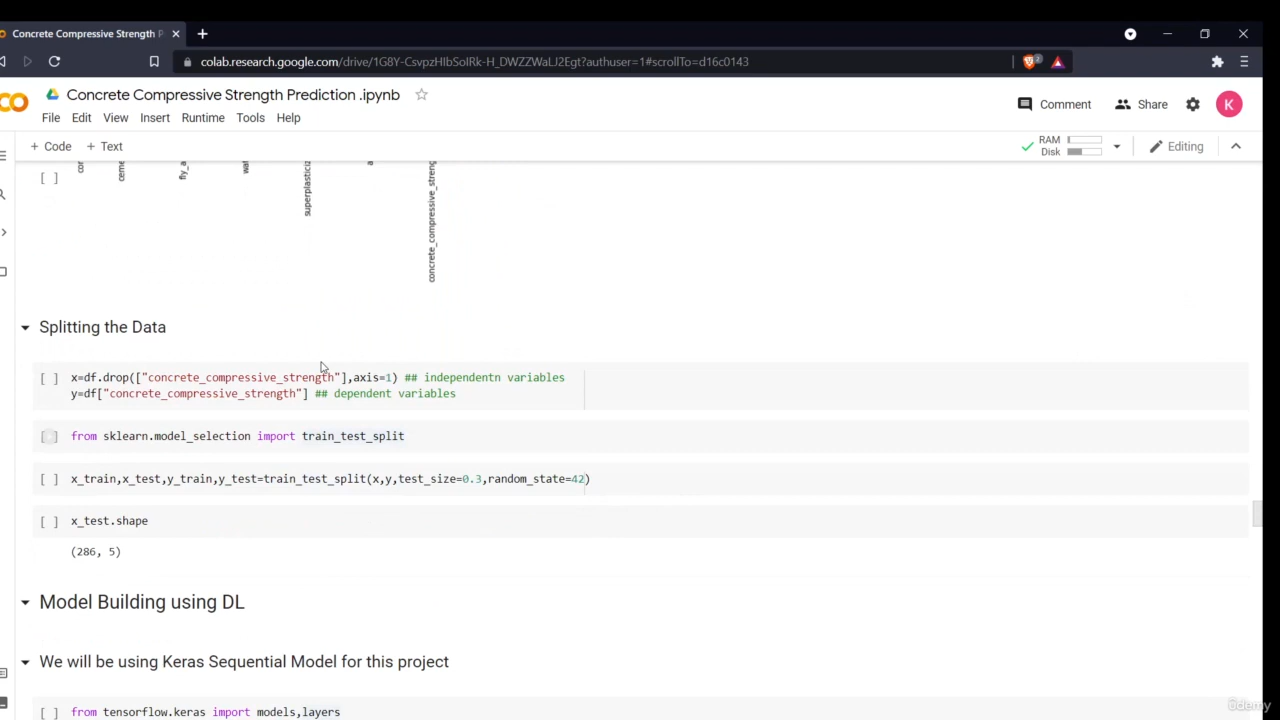 Concrete Compressive Strength P
colab.research.google.com/drive/1G8Y-CsvpzHIbSoIRk-H_DWZZWaLJ2Egt?authuser=1#scrollTo=d16c0143
Concrete Compressive Strength Prediction .ipynb
Comment
Share
K
File Edit View Insert Runtime Tools Help
+ Code + Text
RAM
Disk
Editing
[ ]
superplasticiz
concrete_compressive_streng
Splitting the Data
[ ] x=df.drop(["concrete_compressive_strength"],axis=1) ## independentn variables
y=df["concrete_compressive_strength"] ## dependent variables
[ ] from sklearn.model_selection import train_test_split
[ ] x_train,x_test,y_train,y_test=train_test_split(x,y,test_size=0.3,random_state=42)
[ ] x_test.shape
(286, 5)
Model Building using DL
We will be using Keras Sequential Model for this project
[ ] from tensorflow.keras import models,layers